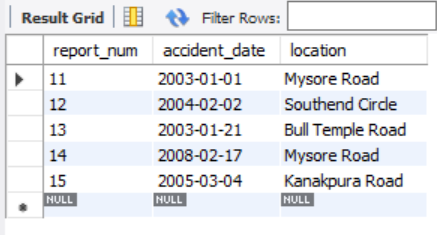 Result Grid Filter Rows:
report_num accident_date location
11 2003-01-01 Mysore Road
12 2004-02-02 Southend Circle
13 2003-01-21 Bull Temple Road
14 2008-02-17 Mysore Road
15 2005-03-04 Kanakpura Road
NULL NULL NULL